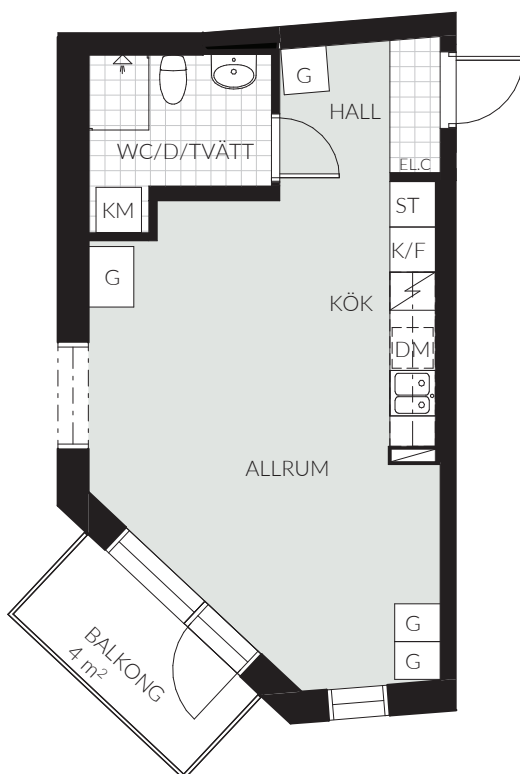 G
HALL
WC/D/TVÄTT
EL.C
KM
ST
K/F
G
KÖK
DM
ALLRUM
G
BALKONG
4 m²
G